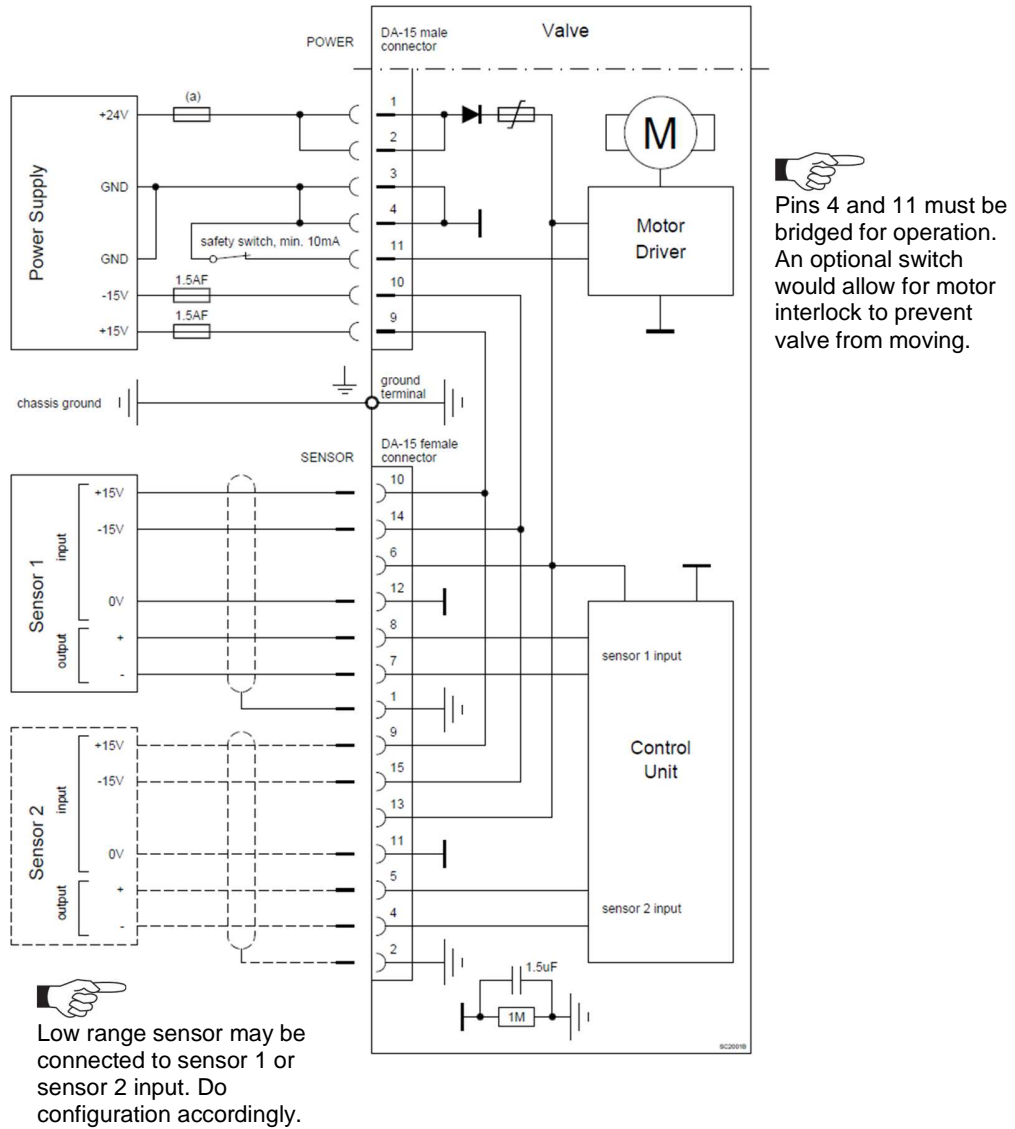 POWER
DA-15 male
connector
Valve
Power Supply
+24V
(a)
1
2
GND
3
4
safety switch, min. 10mA
11
GND
1.5AF
10
-15V
1.5AF
9
+15V
M
Motor
Driver
Pins 4 and 11 must be
bridged for operation.
An optional switch
would allow for motor
interlock to prevent
valve from moving.
chassis ground
ground
terminal
SENSOR
DA-15 female
connector
Sensor 1
input
+15V
10
-15V
14
6
0V
12
output
+
8
-
7
1
sensor 1 input
Control
Unit
Sensor 2
input
+15V
9
-15V
15
13
0V
11
output
+
5
-
4
2
sensor 2 input
1.5uF
1M
SC2001B
Low range sensor may be
connected to sensor 1 or
sensor 2 input. Do
configuration accordingly.